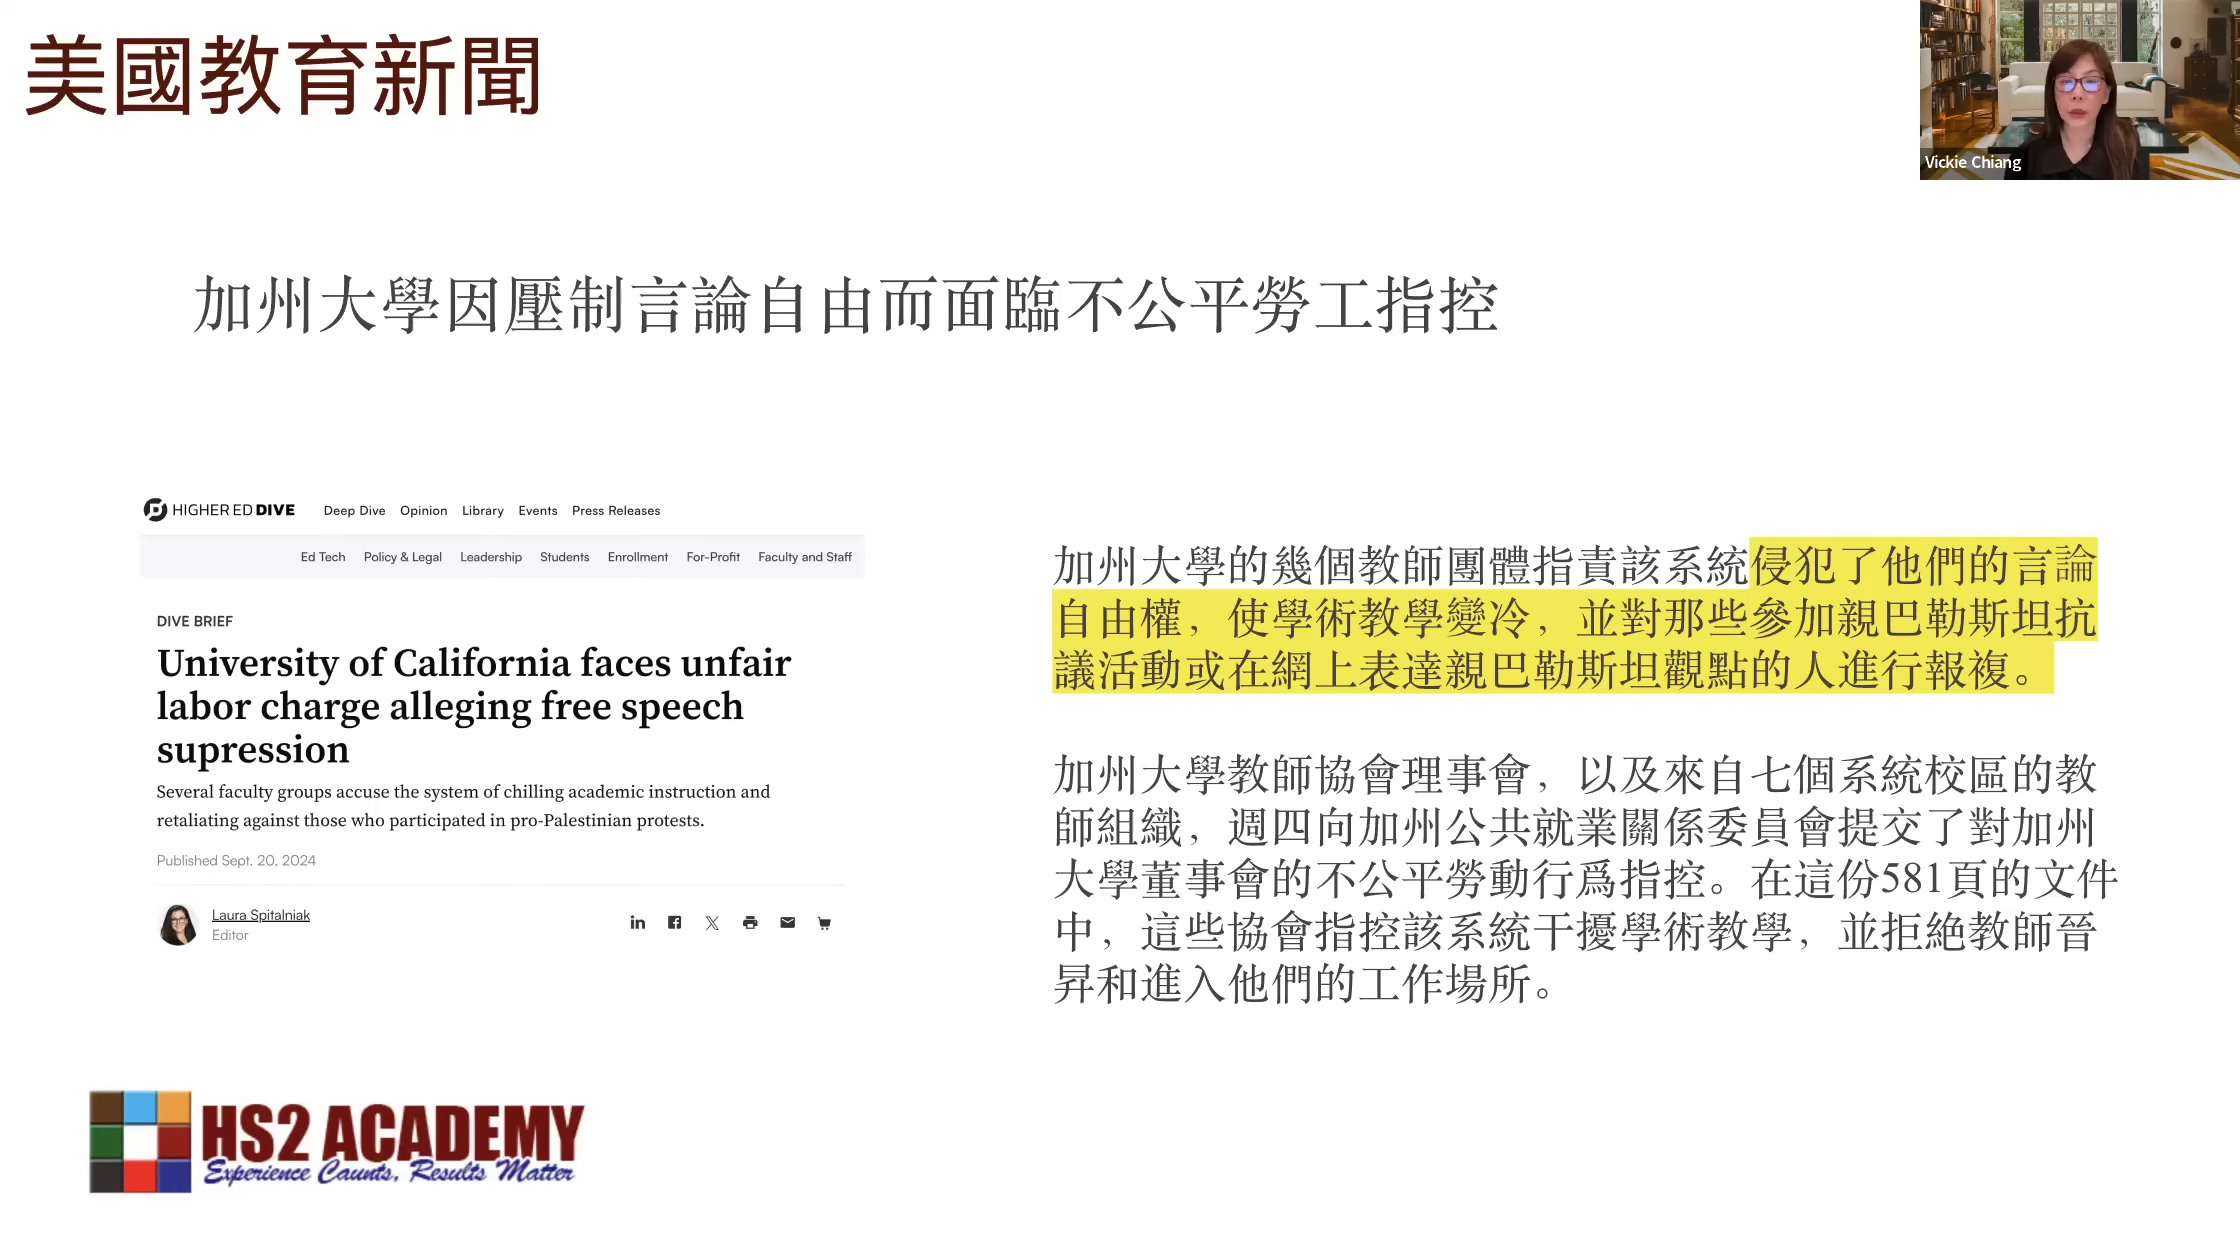 美國教育新聞
Vickie Chiang
加州大學因壓制言論自由而面臨不公平勞工指控
HIGHER ED DIVE Deep Dive Opinion Library Events Press Releases
Ed Tech Policy & Legal Leadership Students Enrollment For-Profit Faculty and Staff
DIVE BRIEF
University of California faces unfair
labor charge alleging free speech
supression
Several faculty groups accuse the system of chilling academic instruction and
retaliating against those who participated in pro-Palestinian protests.
Published Sept. 20, 2024
Laura Spitalniak
Editor
加州大學的幾個教師團體指責該系統侵犯了他們的言論
自由權，使學術教學變冷，並對那些參加親巴勒斯坦抗
議活動或在網上表達親巴勒斯坦觀點的人進行報複。
加州大學教師協會理事會，以及來自七個系統校區的教
師組織，週四向加州公共就業關係委員會提交了對加州
大學董事會的不公平勞動行爲指控。在這份581頁的文件
中，這些協會指控該系統干擾學術教學，並拒絕教師晉
昇和進入他們的工作場所。
HS2 ACADEMY
Experience Counts, Results Matter